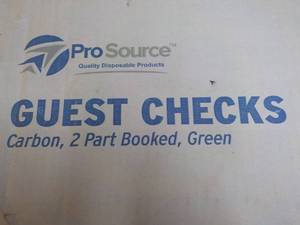 Pro Source™
Quality Disposable Products
GUEST CHECKS
Carbon, 2 Part Booked, Green